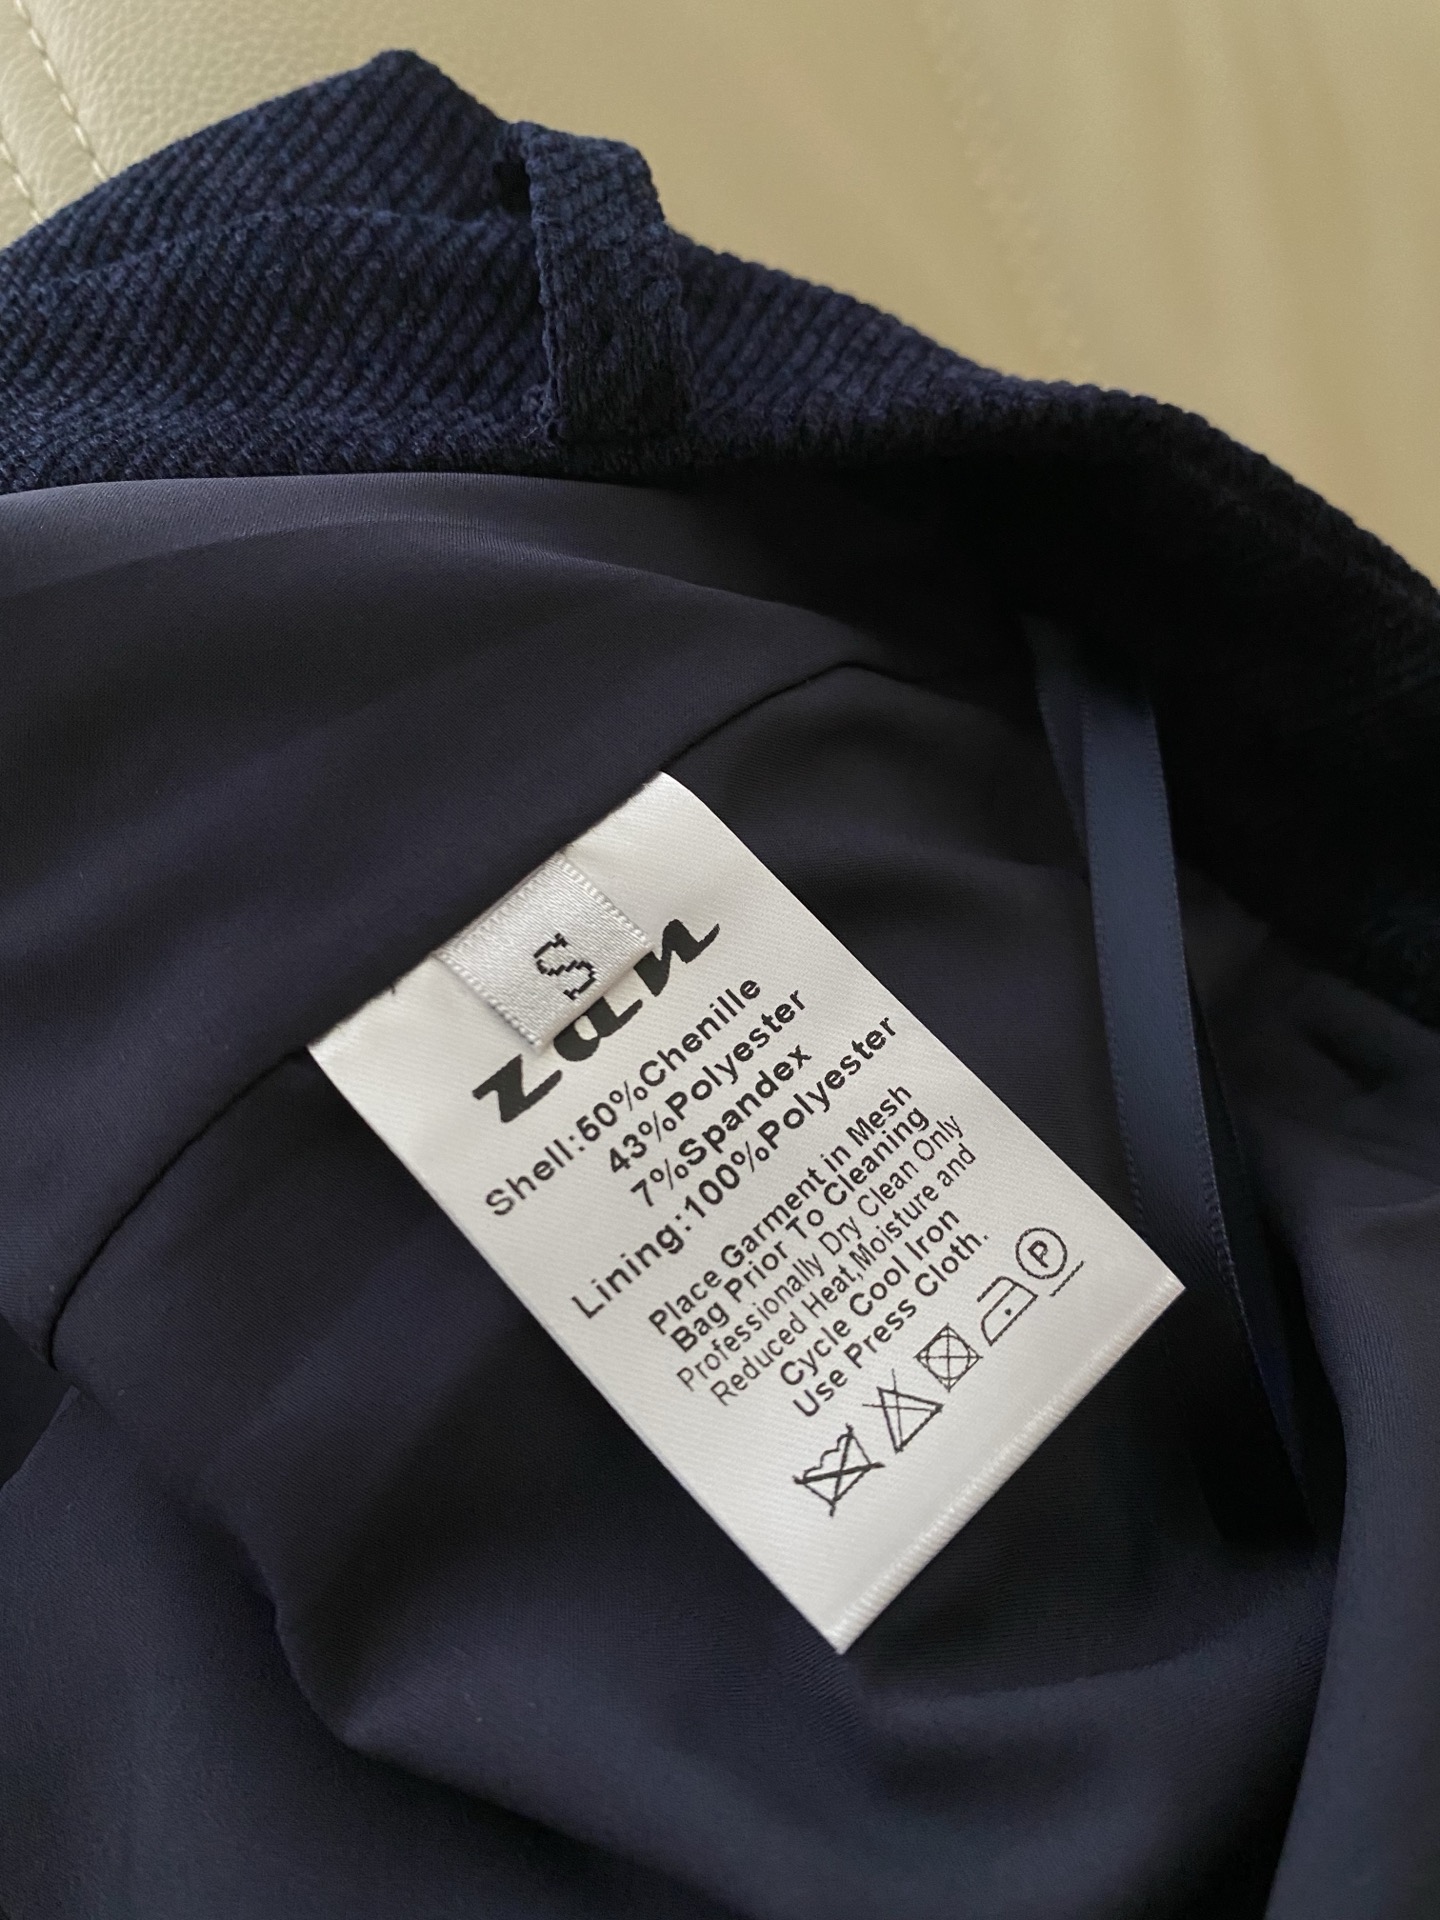 S
zan
Shell:50%Chenille
43%Polyester
7%Spandex
Lining:100%Polyester
Place Garment in Mesh
Bag Prior To Cleaning
Professionally Dry Clean Only
Reduced Heat,Moisture and
Cycle Cool Iron
Use Press Cloth.
P